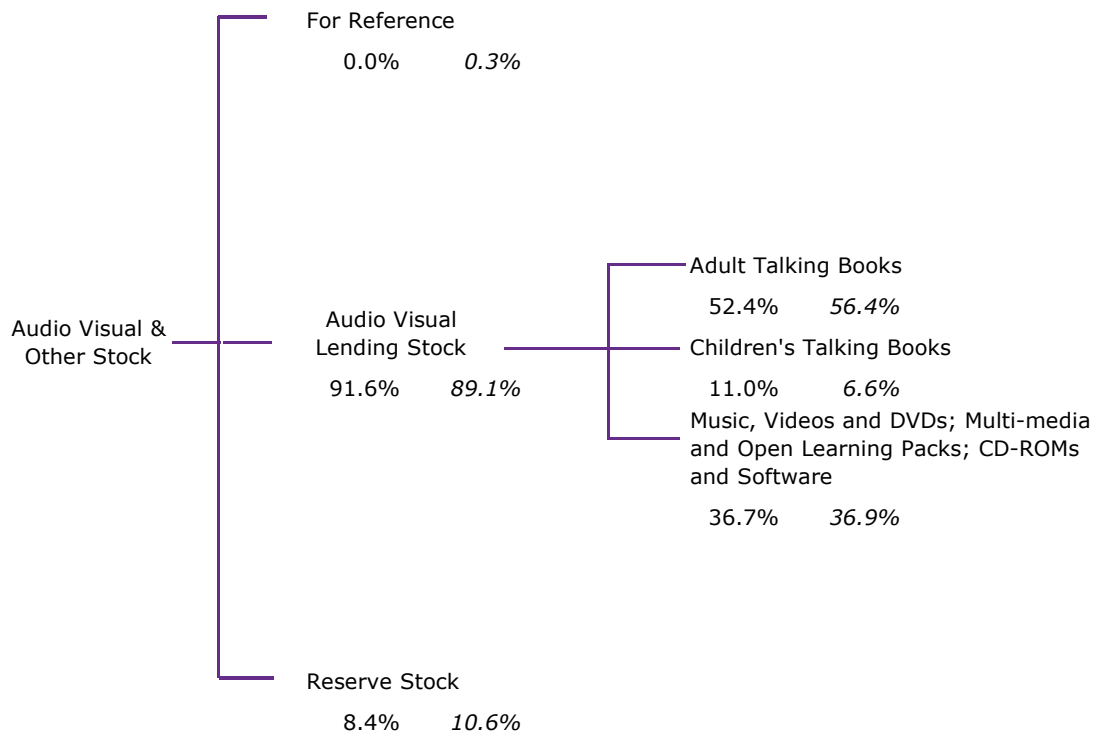 For Reference
0.0% 0.3%
Audio Visual &
Other Stock
Audio Visual
Lending Stock
91.6% 89.1%
Adult Talking Books
52.4% 56.4%
Children's Talking Books
11.0% 6.6%
Music, Videos and DVDs; Multi-media
and Open Learning Packs; CD-ROMs
and Software
36.7% 36.9%
Reserve Stock
8.4% 10.6%